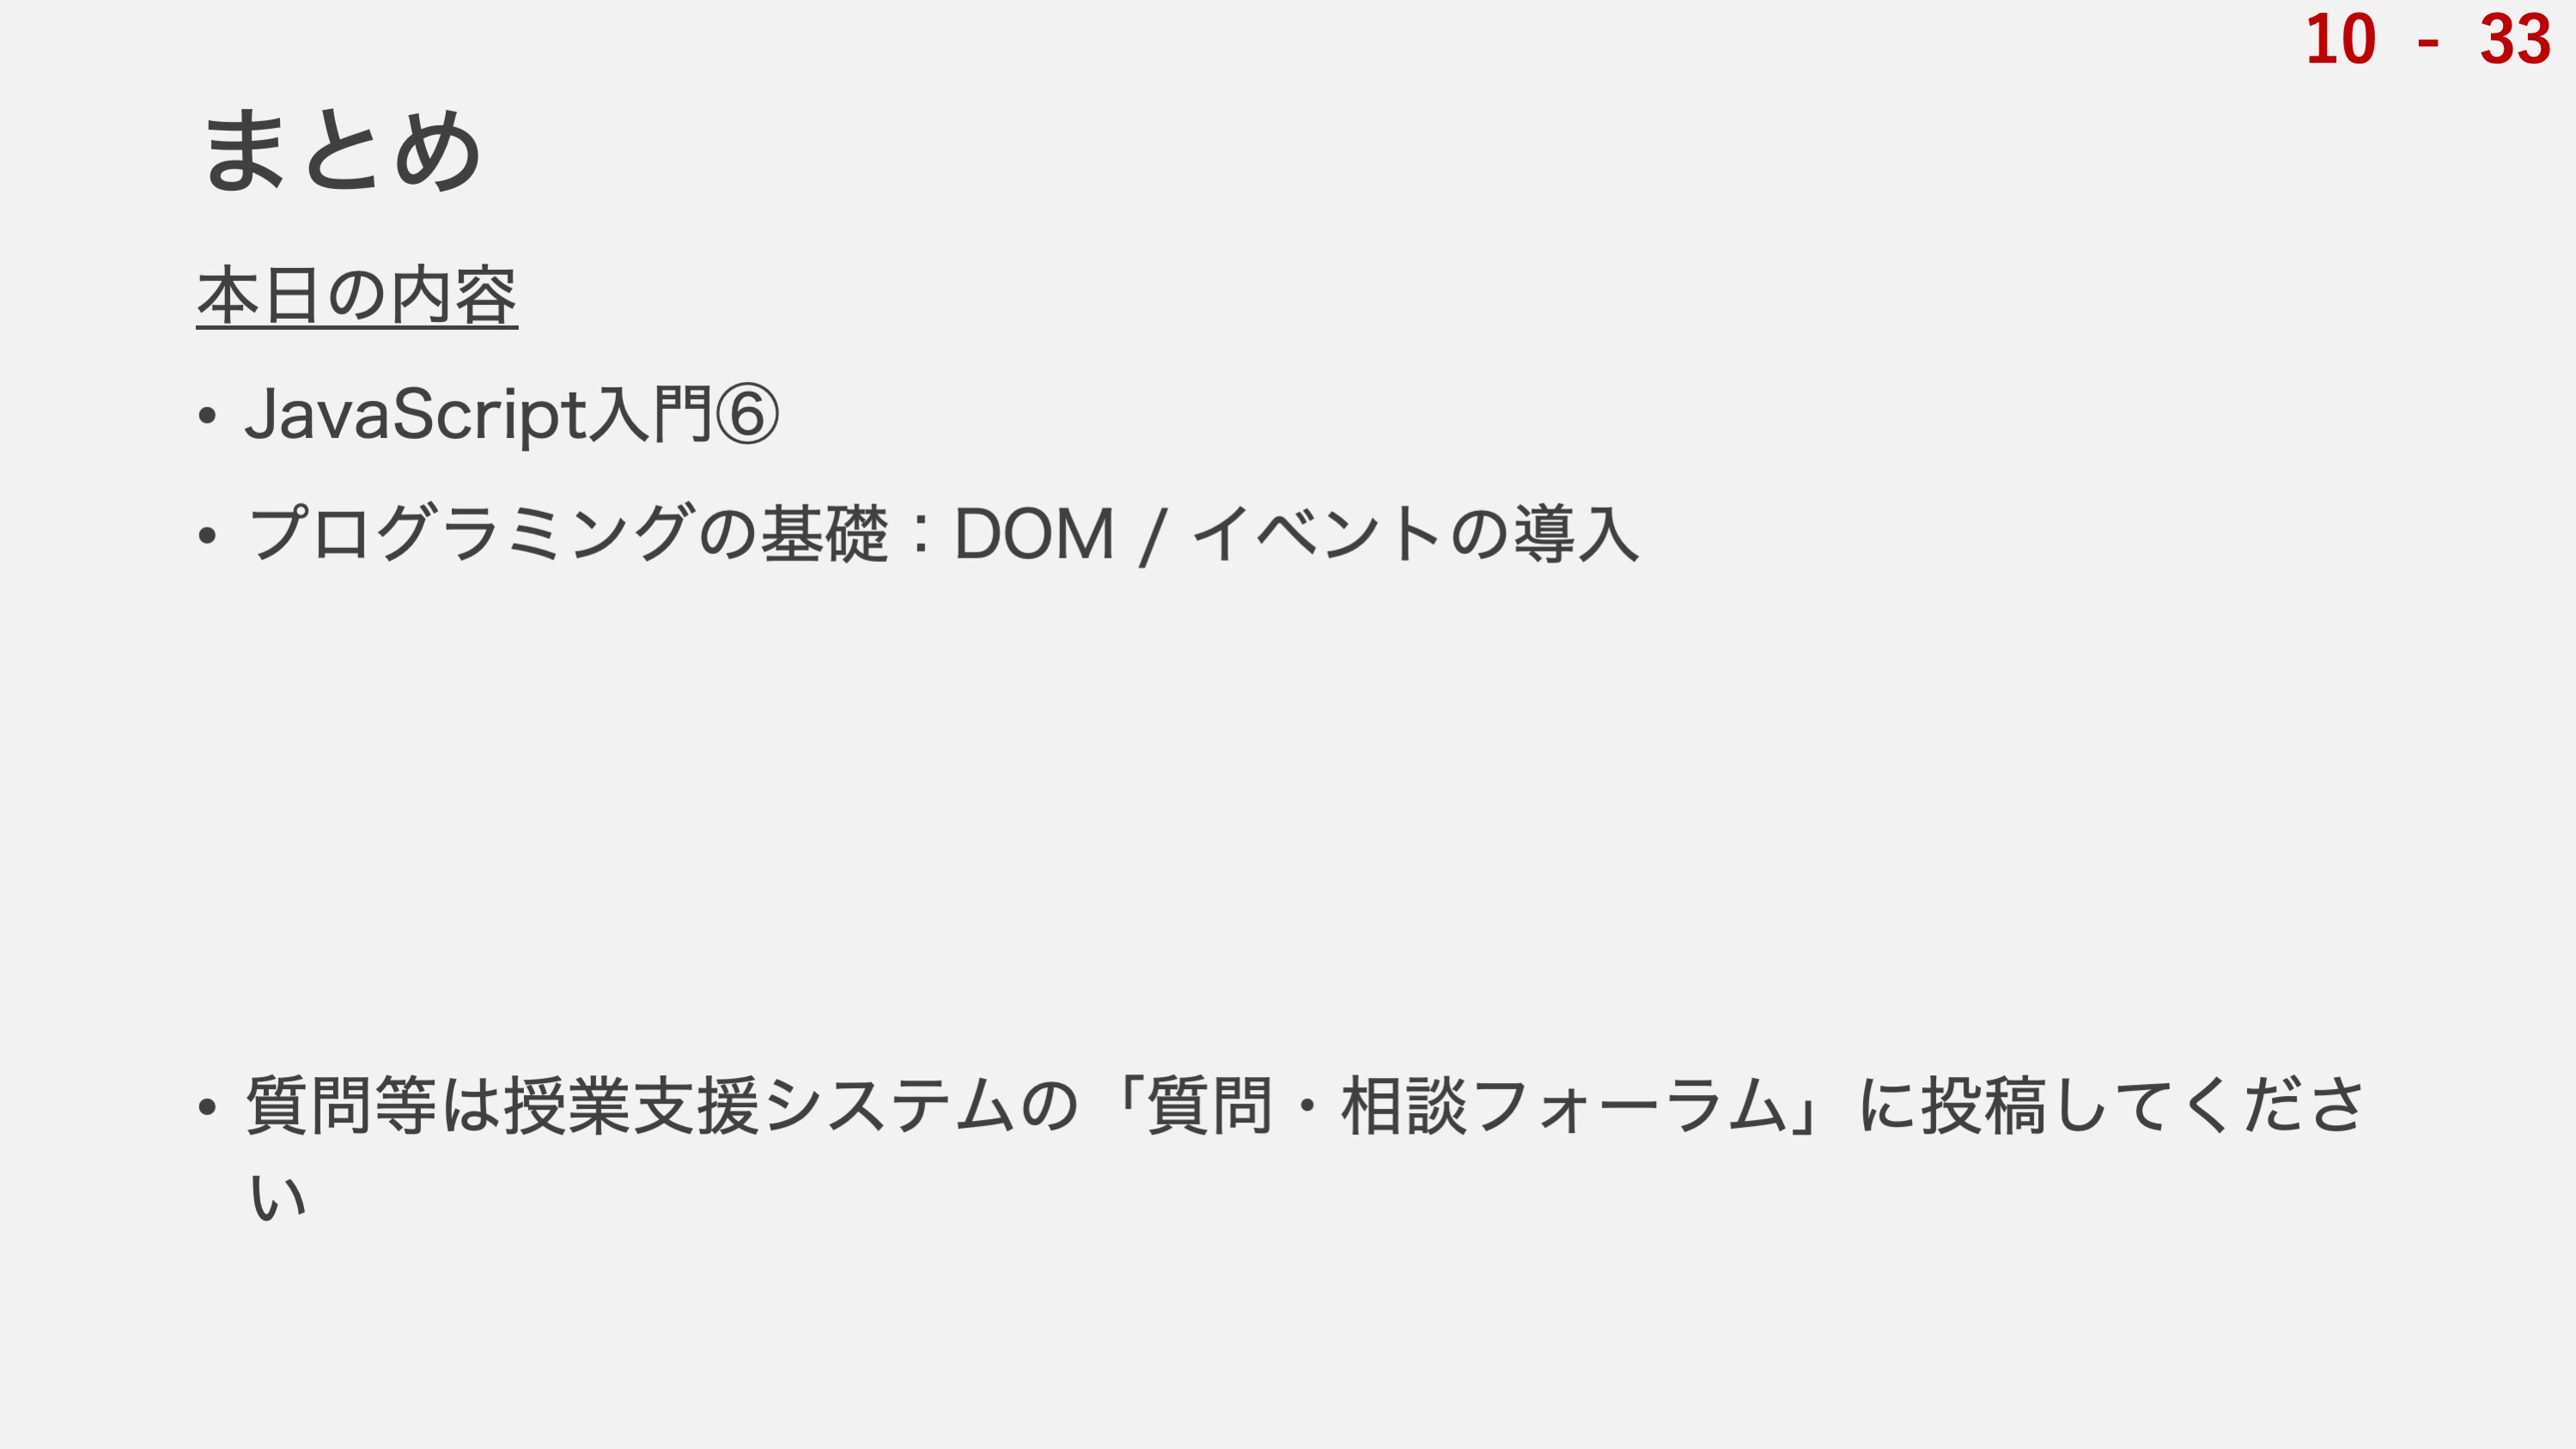 10 - 33
まとめ
本日の内容
• JavaScript入門⑥
• プログラミングの基礎：DOM / イベントの導入
• 質問等は授業支援システムの「質問・相談フォーラム」に投稿してくださ
い